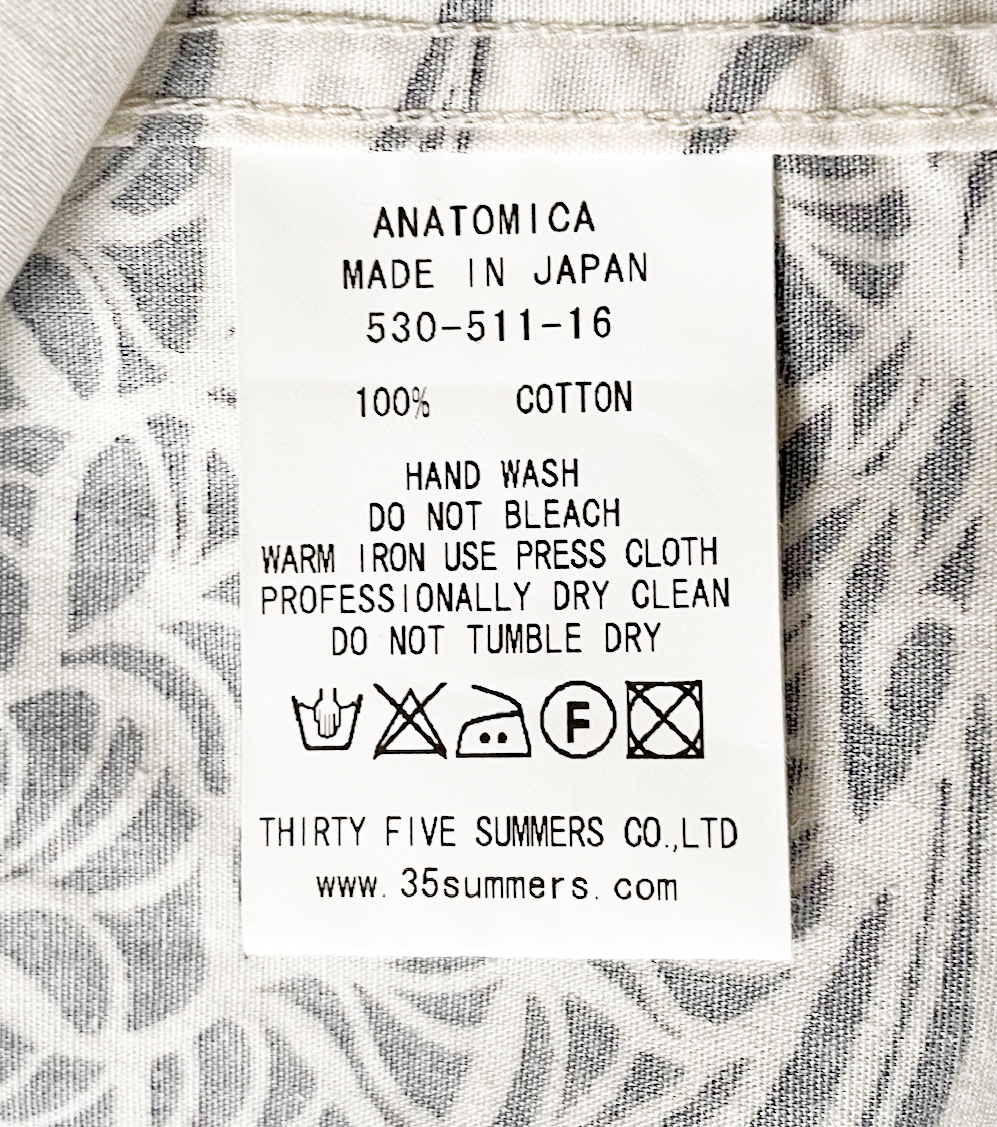 ANATOMICA
MADE IN JAPAN
530-511-16
100% COTTON
HAND WASH
DO NOT BLEACH
WARM IRON USE PRESS CLOTH
PROFESSIONALLY DRY CLEAN
DO NOT TUMBLE DRY
F
THIRTY FIVE SUMMERS CO.,LTD
www.35summers.com